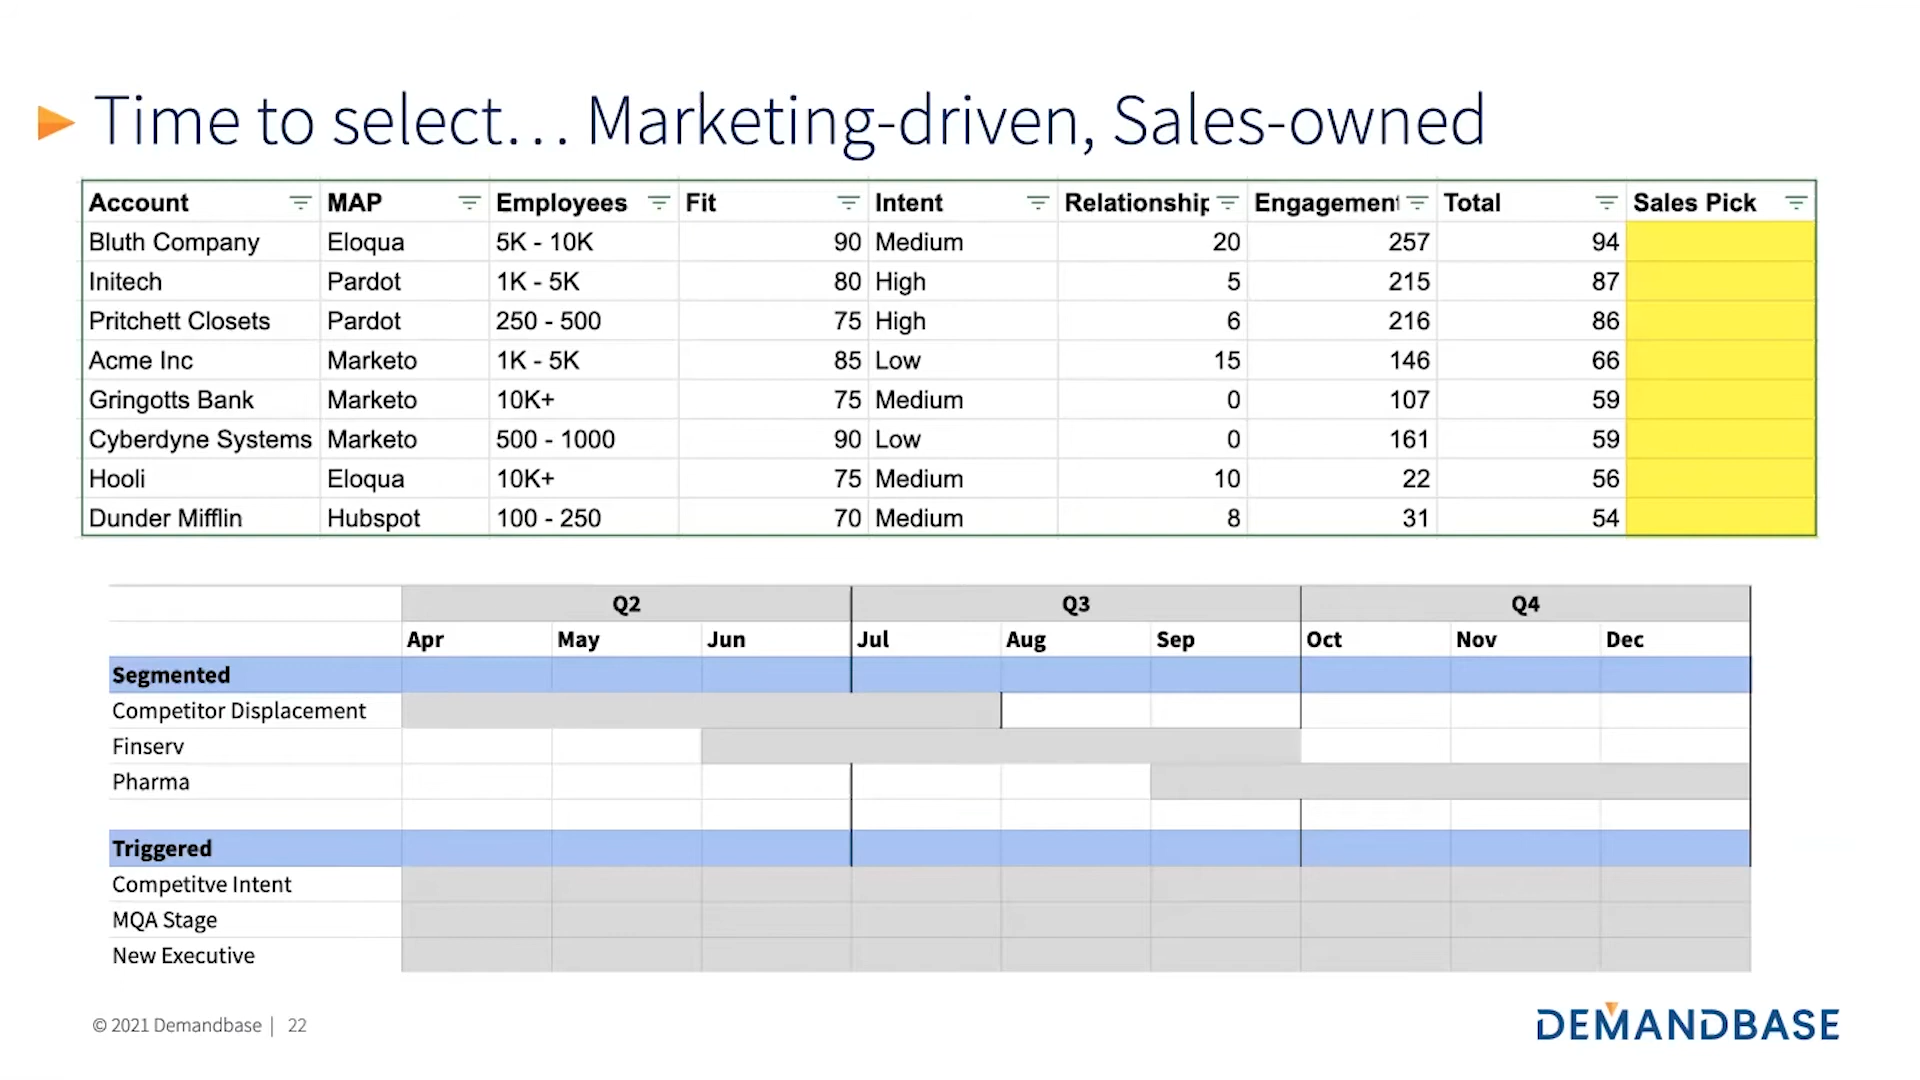 Time to select… Marketing-driven, Sales-owned
Account MAP Employees Fit Intent Relationship Engagement Total Sales Pick
Bluth Company Eloqua 5K - 10K 90 Medium 20 257 94
Initech Pardot 1K - 5K 80 High 5 215 87
Pritchett Closets Pardot 250 - 500 75 High 6 216 86
Acme Inc Marketo 1K - 5K 85 Low 15 146 66
Gringotts Bank Marketo 10K+ 75 Medium 0 107 59
Cyberdyne Systems Marketo 500 - 1000 90 Low 0 161 59
Hooli Eloqua 10K+ 75 Medium 10 22 56
Dunder Mifflin Hubspot 100 - 250 70 Medium 8 31 54
Q2 Q3 Q4
Apr May Jun Jul Aug Sep Oct Nov Dec
Segmented
Competitor Displacement
Finserv
Pharma
Triggered
Competitve Intent
MQA Stage
New Executive
© 2021 Demandbase | 22
DEMANDBASE